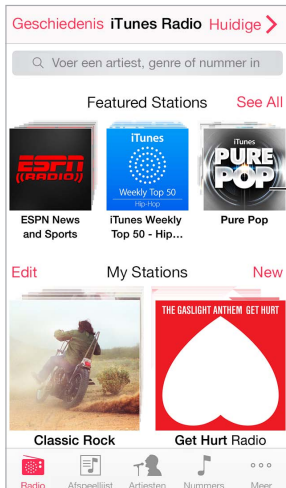 Geschiedenis iTunes Radio Huidige
Voer een artiest, genre of nummer in
Featured Stations See All
ESPN
((RADIO))
iTunes
Weekly Top 50
Hip-Hop
iTunes
PURE
POP
ESPN News
and Sports
iTunes Weekly
Top 50 - Hip...
Pure Pop
Edit My Stations New
THE GASLIGHT ANTHEM GET HURT
Classic Rock Get Hurt Radio
Radio Afspeellijst Artiesten Nummers Meer